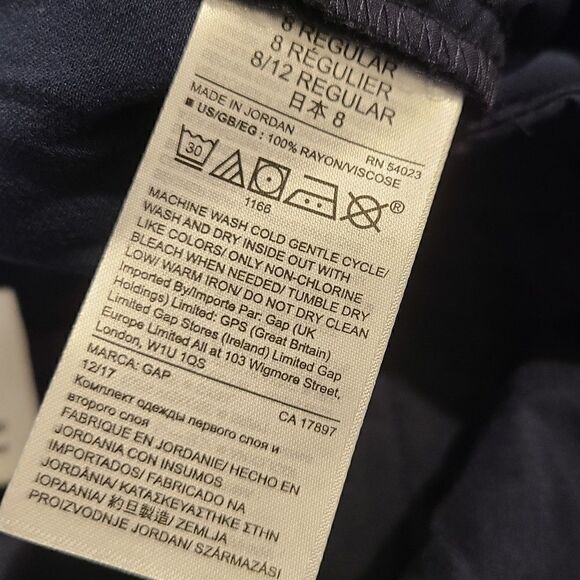 8 REGULAR
8 RÉGULIER
8/12 REGULAR
日本 8
MADE IN JORDAN
RN 54023
■ US/GB/EG : 100% RAYON/VISCOSE
30
®
1166
MACHINE WASH COLD GENTLE CYCLE/
WASH AND DRY INSIDE OUT WITH
LIKE COLORS/ ONLY NON-CHLORINE
BLEACH WHEN NEEDED/ TUMBLE DRY
LOW/ WARM IRON/ DO NOT DRY CLEAN
Imported By/Importe Par: Gap (UK
Holdings) Limited: GPS (Great Britain)
Limited Gap Stores (Ireland) Limited Gap
Europe Limited All at 103 Wigmore Street,
London, W1U 1QS
MARCA: GAP
12/17
CA 17897
Комплект одежды первого слоя и
второго слоя
FABRIQUE EN JORDANIE/ HECHO EN
JORDANIA CON INSUMOS
IMPORTADOS/ FABRICADO NA
ΙΟΡΔΑΝΙΑ/ ΚΑΤΑΣΚΕΥΑΣΤΗΚΕ ΣΤΗΝ
PROIZVODNJE JORDAN/ SZÁRMAZÁSI
約旦製造/ ZEMLJA